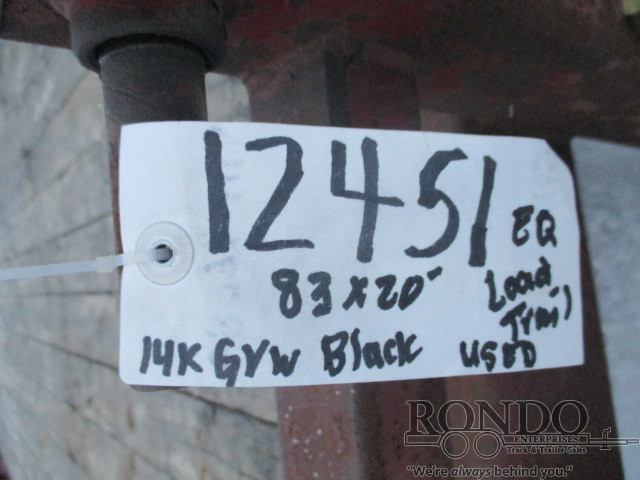 12451
EQ
83 x 20'
Load
Trail
14K GVW Black USED
RONDO
ENTERPRISES
Truck & Trailer Sales
"We're always behind you."